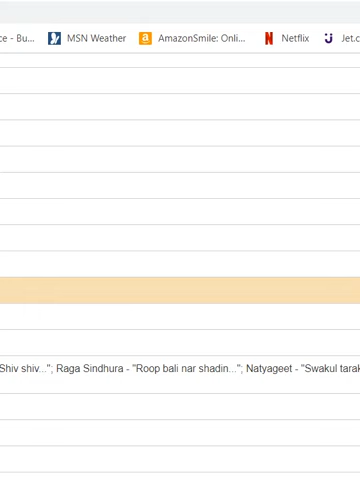 ce - Bu... MSN Weather AmazonSmile: Onli... Netflix Jet.c
Shiv shiv..."; Raga Sindhura - "Roop bali nar shadin..."; Natyageet - "Swakul tarak